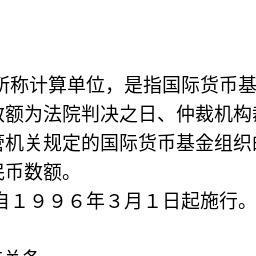 所称计算单位，是指国际货币基
数额为法院判决之日、仲裁机构
管机关规定的国际货币基金组织
民币数额。
自１９９６年３月１日起施行。